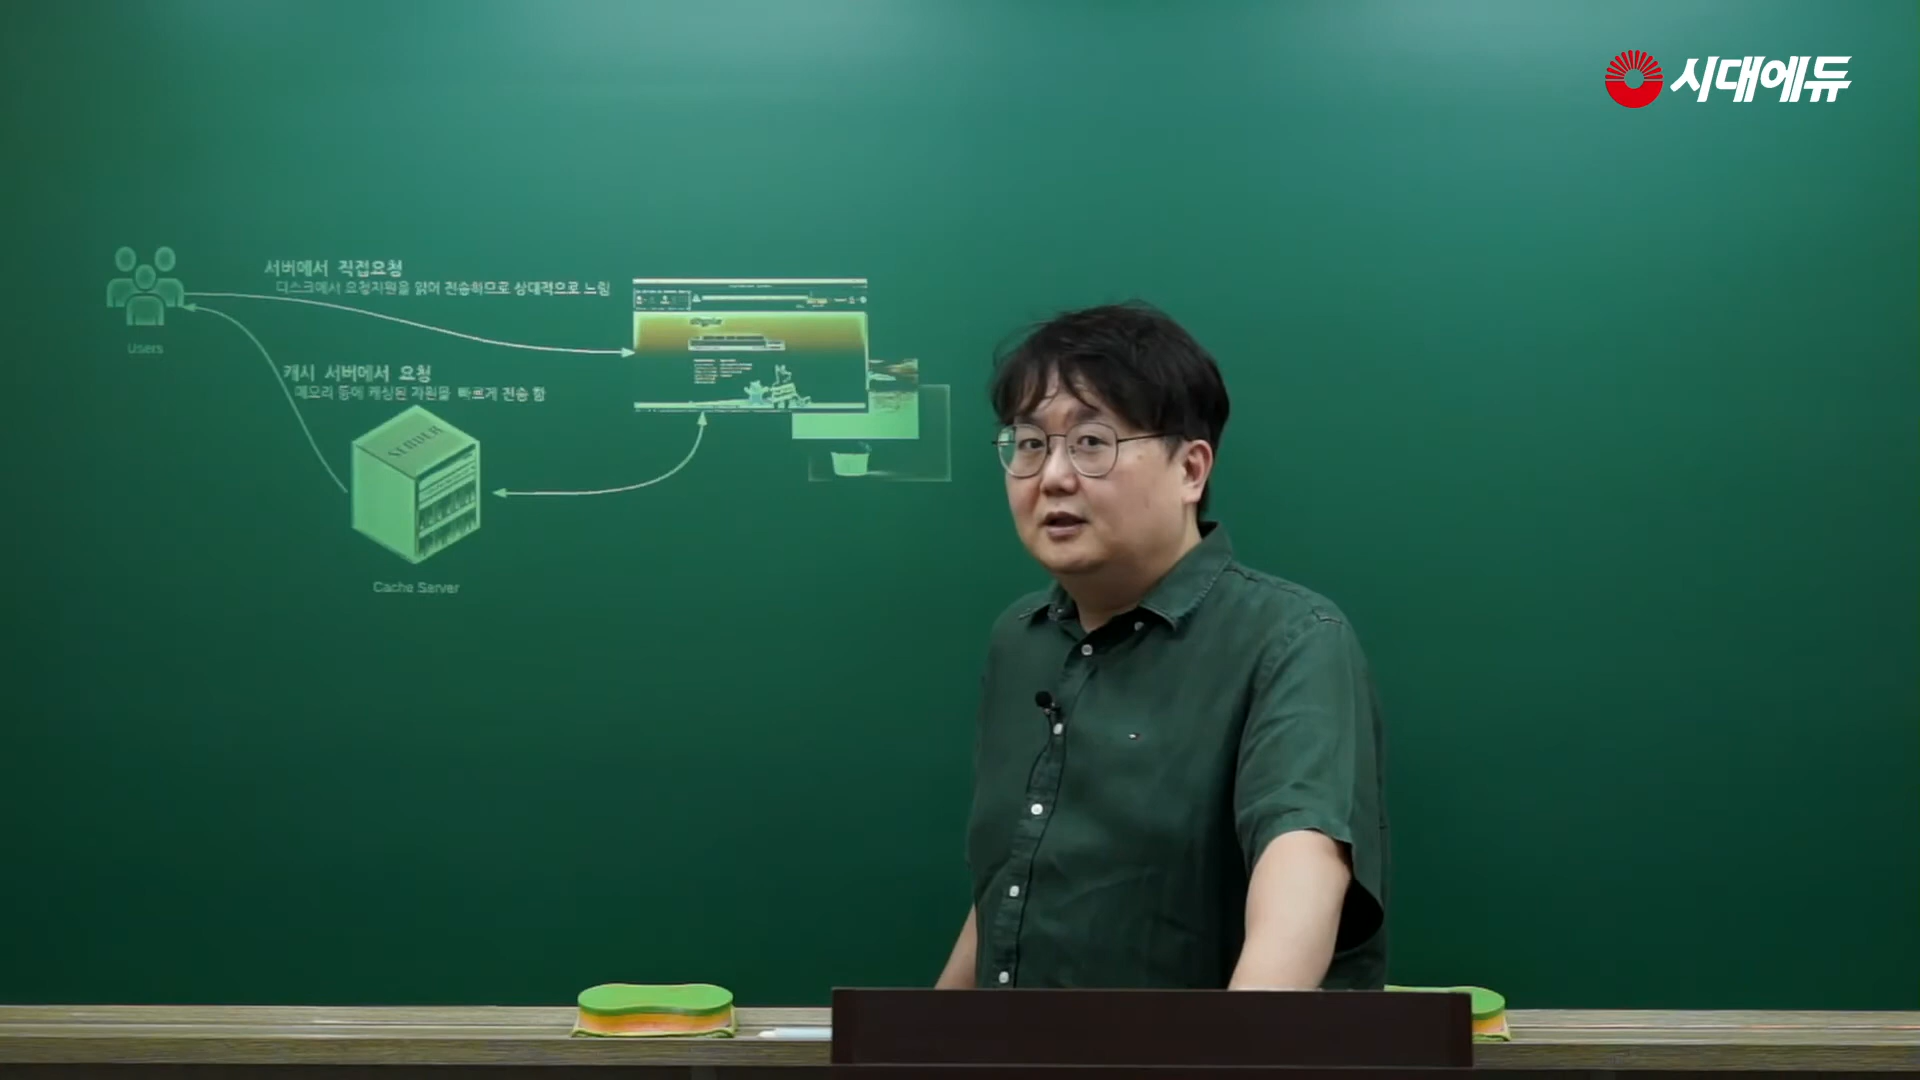 시대에듀
서버에서 직접요청
디스크에서 요청자원을 읽어 전송하므로 상대적으로 느림
Users
캐시 서버에서 요청
메모리 등에 캐싱된 자원을 빠르게 전송 함
SERVER
Cache Server